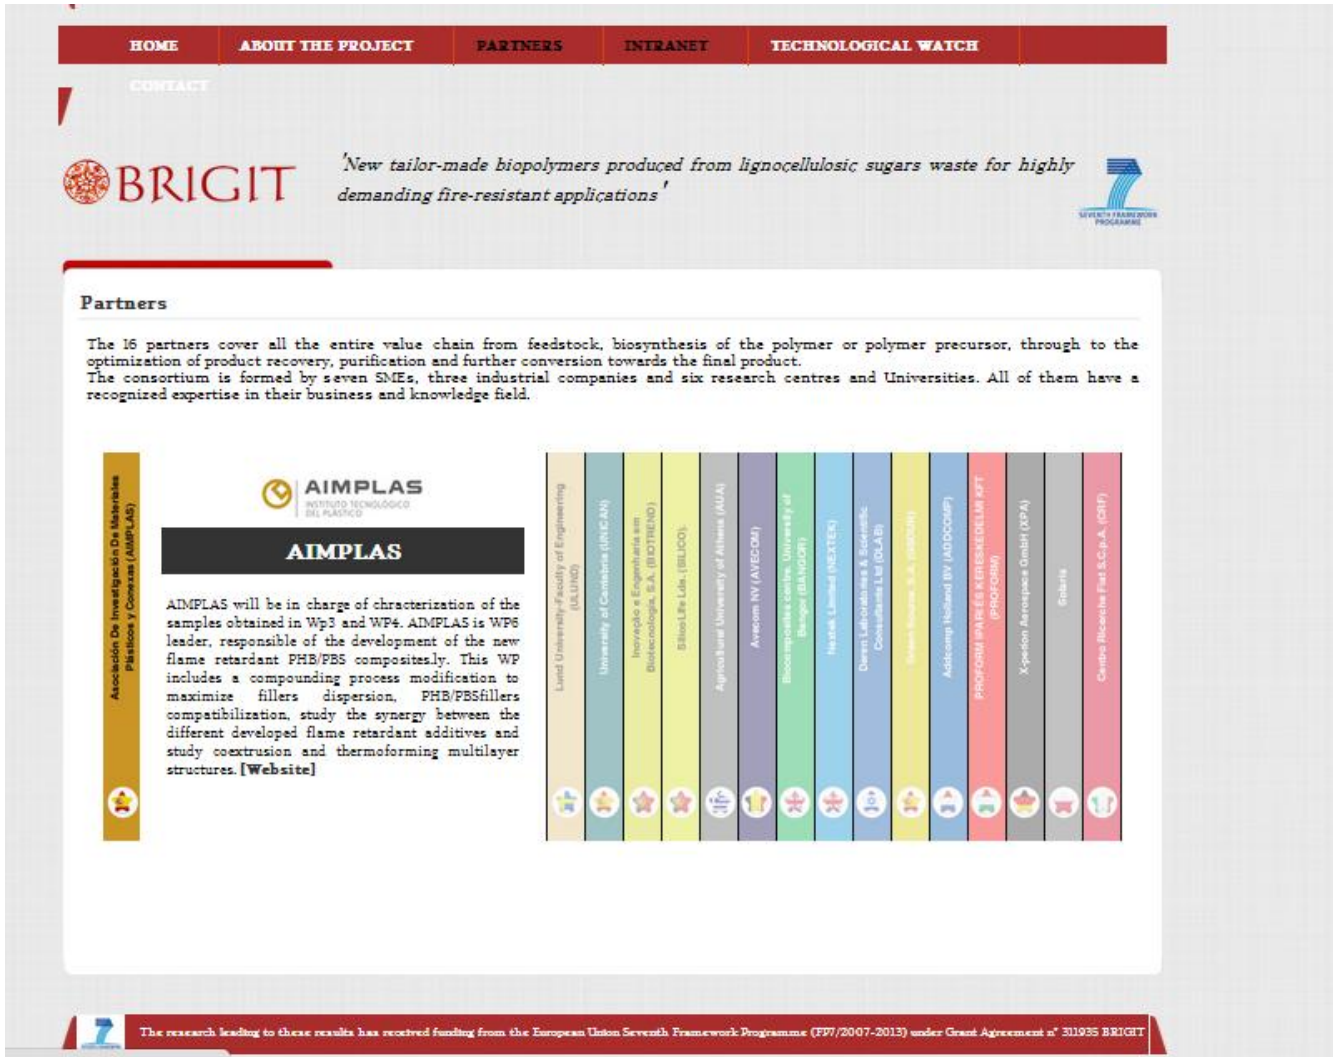 HOME ABOUT THE PROJECT PARTNERS INTRANET TECHNOLOGICAL WATCH
CONTACT
BRIGIT
'New tailor-made biopolymers produced from lignocellulosic sugars waste for highly
demanding fire-resistant applications'
SEVENTH FRAMEWORK
PROGRAMME
Partners
The 16 partners cover all the entire value chain from feedstock, biosynthesis of the polymer or polymer precursor, through to the
optimization of product recovery, purification and further conversion towards the final product.
The consortium is formed by seven SMEs, three industrial companies and six research centres and Universities. All of them have a
recognized expertise in their business and knowledge field.
Asociación De Investigación De Materiales
Plásticos y Conexas (AIMPLAS)
AIMPLAS
INSTITUTO TECNOLÓGICO
DEL PLÁSTICO
AIMPLAS
AIMPLAS will be in charge of chracterization of the
samples obtained in Wp3 and WP4. AIMPLAS is WP6
leader, responsible of the development of the new
flame retardant PHB/PBS composites.ly. This WP
includes a compounding process modification to
maximize fillers dispersion, PHB/PBSfillers
compatibilization, study the synergy between the
different developed flame retardant additives and
study coextrusion and thermoforming multilayer
structures. [Website]
Lund University-Faculty of Engineering
(ULUND)
University of Cantabria (UNICAN)
Inovação e Engenharia em
Biotecnologia, S.A. (BIOTREND)
SilicoLife Lda. (SILICO)
Agricultural University of Athens (AUA)
Avecom NV (AVECOM)
Biocomposites centre. University of
Bangor (BANGOR)
Nextek Limited (NEXTEK)
Daren Laboratories & Scientific
Consultants Ltd (DLAB)
Addcomp Holland BV (ADDCOMP)
PROFORM IPARÉS KERESKEDELMI KFT
(PROFORM)
X-perion Aerospace GmbH (XPA)
Solaris
Centro Ricerche Fiat S.C.p.A. (CRF)
The research leading to these results has received funding from the European Union Seventh Framework Programme (FP7/2007-2013) under Grant Agreement n° 311935 BRIGIT